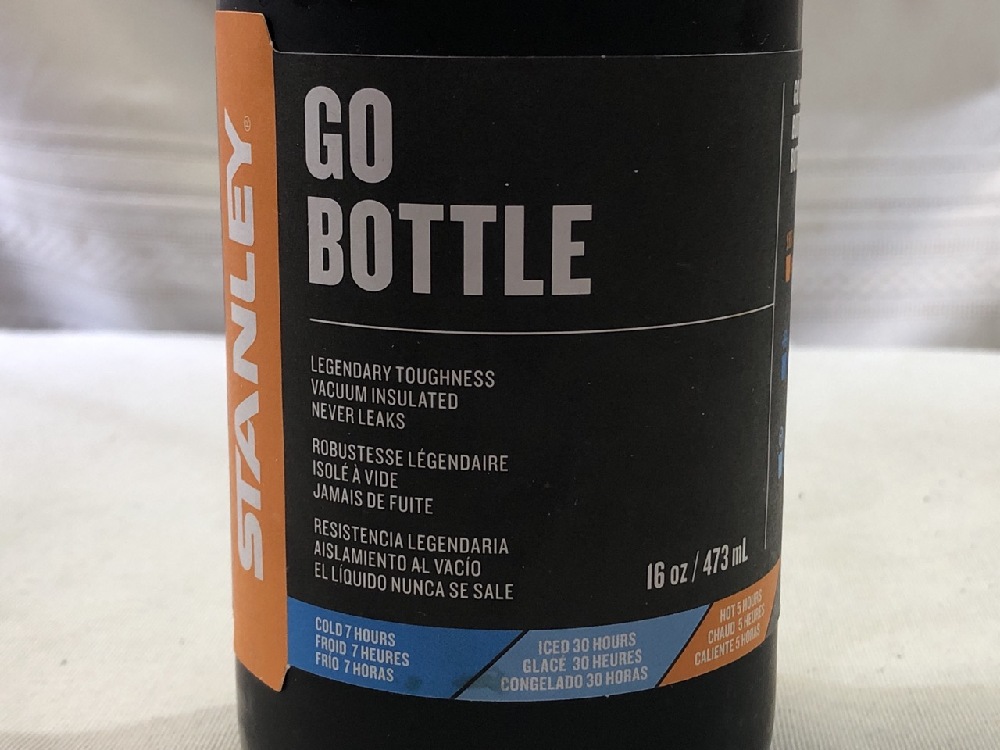 STANLEY®
GO
BOTTLE
LEGENDARY TOUGHNESS
VACUUM INSULATED
NEVER LEAKS
ROBUSTESSE LÉGENDAIRE
ISOLÉ À VIDE
JAMAIS DE FUITE
RESISTENCIA LEGENDARIA
AISLAMIENTO AL VACÍO
EL LÍQUIDO NUNCA SE SALE
16 oz / 473 mL
COLD 7 HOURS
FROID 7 HEURES
FRÍO 7 HORAS
ICED 30 HOURS
GLACÉ 30 HEURES
CONGELADO 30 HORAS
HOT 5 HOURS
CHAUD 5 HEURES
CALIENTE 5 HORAS